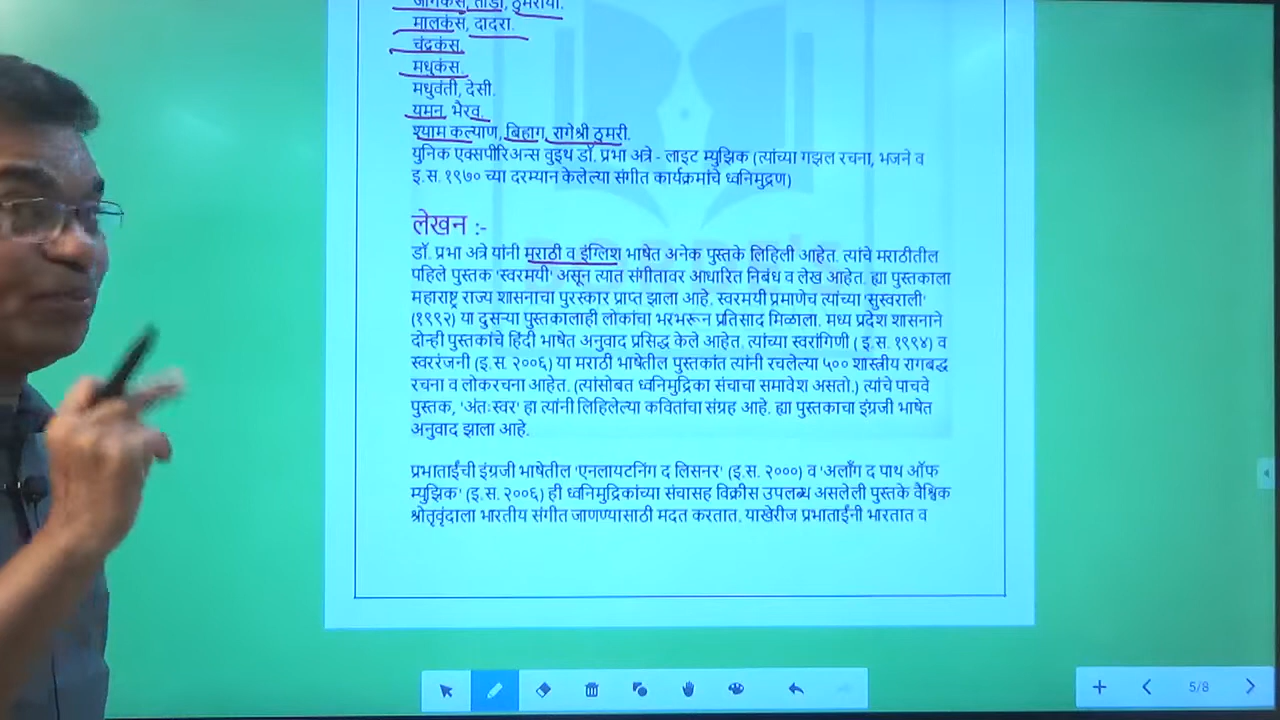 जोगकंस, तोडी, ठुमरीयाँ.
मालकंस, दादरा.
चंद्रकंस.
मधुकंस.
मधुवंती, देसी.
यमन, भैरव.
श्याम कल्याण, बिहाग, रागेश्री ठुमरी.
युनिक एक्सपीरिअन्स वुइथ डॉ. प्रभा अत्रे - लाइट म्युझिक (त्यांच्या गझल रचना, भजने व
इ.स. १९७० च्या दरम्यान केलेल्या संगीत कार्यक्रमांचे ध्वनिमुद्रण)
लेखन :-
डॉ. प्रभा अत्रे यांनी मराठी व इंग्लिश भाषेत अनेक पुस्तके लिहिली आहेत. त्यांचे मराठीतील
पहिले पुस्तक 'स्वरमयी' असून त्यात संगीतावर आधारित निबंध व लेख आहेत. ह्या पुस्तकाला
महाराष्ट्र राज्य शासनाचा पुरस्कार प्राप्त झाला आहे. स्वरमयी प्रमाणेच त्यांच्या 'सुस्वराली'
(१९९२) या दुसऱ्या पुस्तकालाही लोकांचा भरभरून प्रतिसाद मिळाला. मध्य प्रदेश शासनाने
दोन्ही पुस्तकांचे हिंदी भाषेत अनुवाद प्रसिद्ध केले आहेत. त्यांच्या स्वरांगिणी ( इ.स. १९९४) व
स्वररंजनी (इ.स. २००६) या मराठी भाषेतील पुस्तकांत त्यांनी रचलेल्या ५०० शास्त्रीय रागबद्ध
रचना व लोकरचना आहेत. (त्यांसोबत ध्वनिमुद्रिका संचाचा समावेश असतो.) त्यांचे पाचवे
पुस्तक, 'अंतःस्वर' हा त्यांनी लिहिलेल्या कवितांचा संग्रह आहे. ह्या पुस्तकाचा इंग्रजी भाषेत
अनुवाद झाला आहे.
प्रभाताईंची इंग्रजी भाषेतील 'एनलायटनिंग द लिसनर' (इ.स. २०००) व 'अलाँग द पाथ ऑफ
म्युझिक' (इ.स. २००६) ही ध्वनिमुद्रिकांच्या संचासह विक्रीस उपलब्ध असलेली पुस्तके वैश्विक
श्रोतृवृंदाला भारतीय संगीत जाणण्यासाठी मदत करतात. याखेरीज प्रभाताईंनी भारतात व
5/8